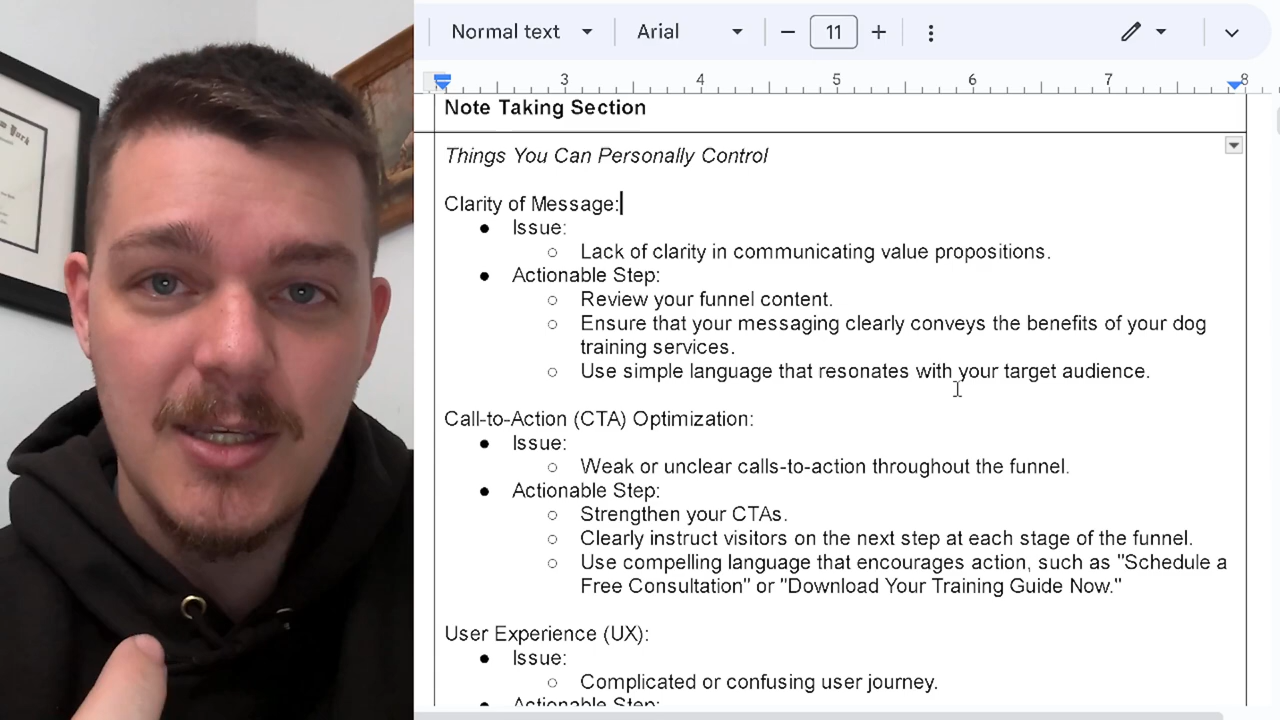 Normal text
Arial
11
3 4 5 6 7 8
Note Taking Section
Things You Can Personally Control
Clarity of Message:
● Issue:
○ Lack of clarity in communicating value propositions.
● Actionable Step:
○ Review your funnel content.
○ Ensure that your messaging clearly conveys the benefits of your dog
training services.
○ Use simple language that resonates with your target audience.
Call-to-Action (CTA) Optimization:
● Issue:
○ Weak or unclear calls-to-action throughout the funnel.
● Actionable Step:
○ Strengthen your CTAs.
○ Clearly instruct visitors on the next step at each stage of the funnel.
○ Use compelling language that encourages action, such as "Schedule a
Free Consultation" or "Download Your Training Guide Now."
User Experience (UX):
● Issue:
○ Complicated or confusing user journey.
● Actionable Step: